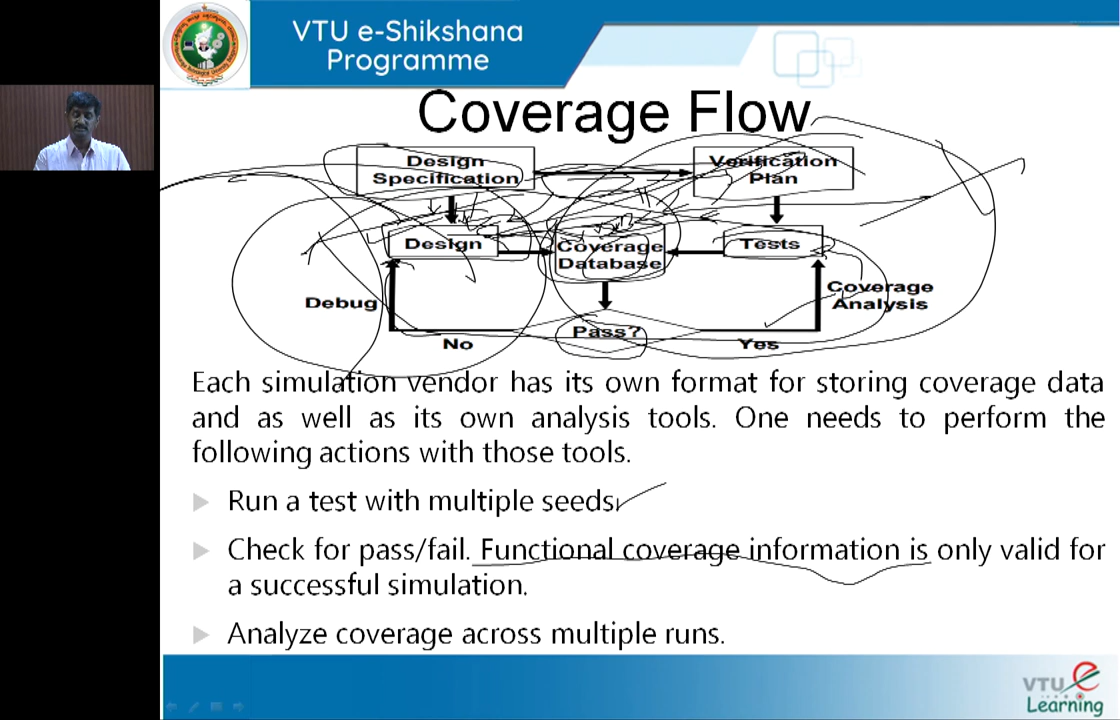 VTU e-Shikshana
Programme
Coverage Flow
Design
Specification
Verification
Plan
Design
Coverage
Database
Tests
Debug
Coverage
Analysis
Pass?
No
Yes
Each simulation vendor has its own format for storing coverage data
and as well as its own analysis tools. One needs to perform the
following actions with those tools.
Run a test with multiple seeds
Check for pass/fail. Functional coverage information is only valid for
a successful simulation.
Analyze coverage across multiple runs.
VTU
Learning